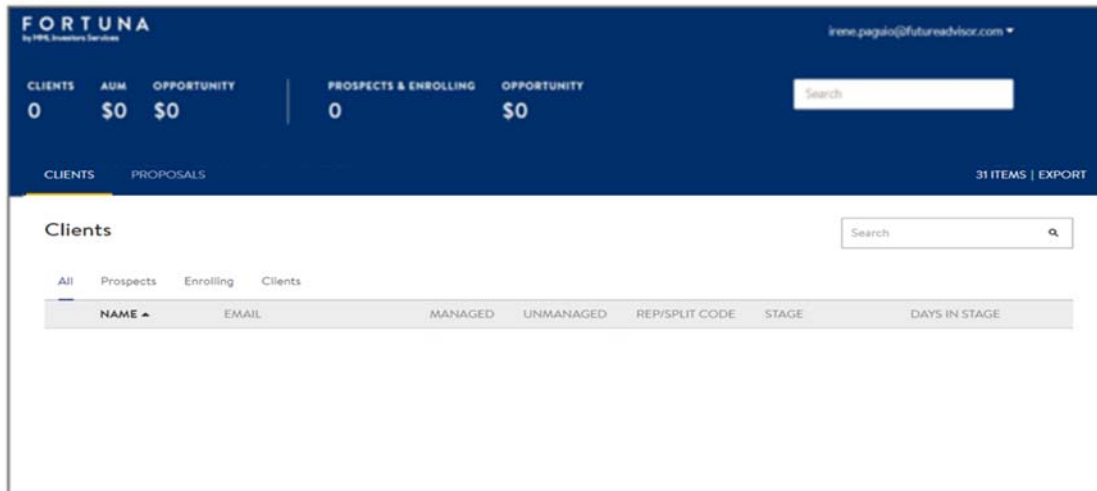 FORTUNA
by MML Investors Services
irene.paguio@futureadvisor.com
CLIENTS AUM OPPORTUNITY PROSPECTS & ENROLLING OPPORTUNITY
0 $0 $0 0 $0
Search
CLIENTS PROPOSALS 31 ITEMS | EXPORT
Clients
Search
All Prospects Enrolling Clients
NAME EMAIL MANAGED UNMANAGED REP/SPLIT CODE STAGE DAYS IN STAGE